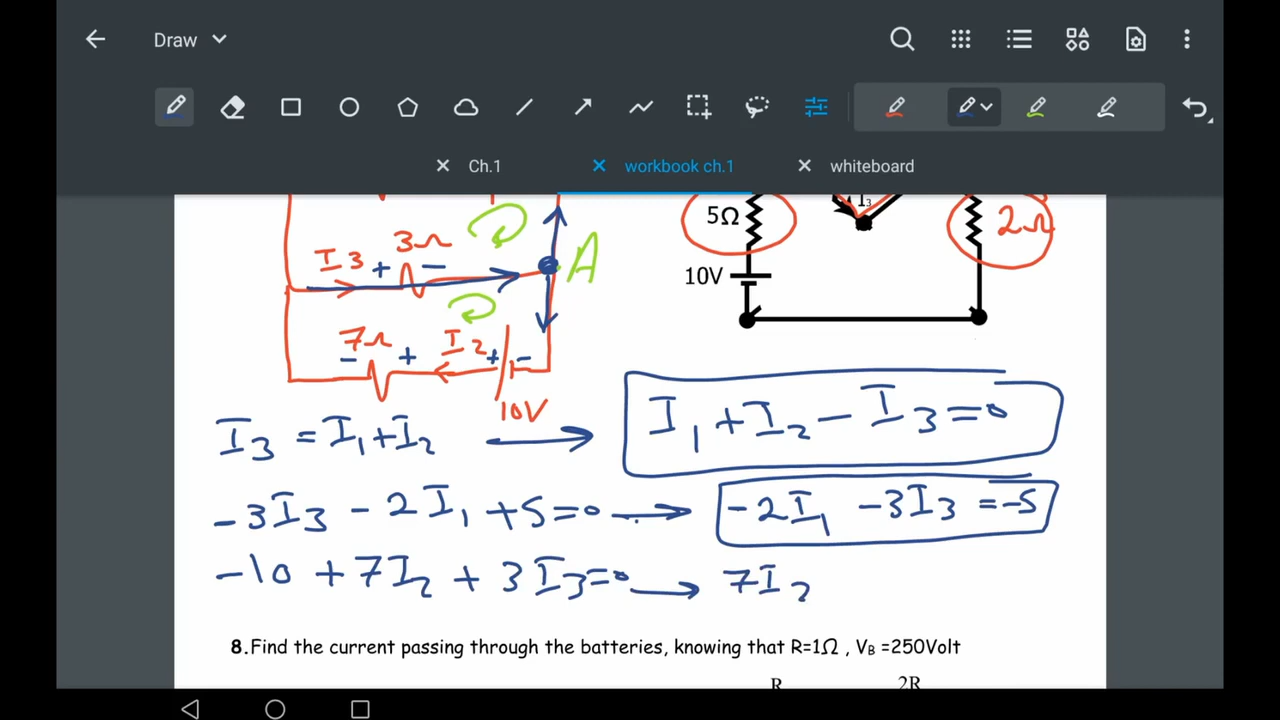 Draw
Ch.1
workbook ch.1
whiteboard
5Ω
I₃
2Ω
I3 + 3Ω −
A
10V
7Ω
− + I2 + −
10V
I3 = I1 + I2 → I1 + I2 − I3 = 0
-3I3 - 2I1 + 5 = 0 → -2I1 - 3I3 = -5
-10 + 7I2 + 3I3 = 0 → 7I2
8.Find the current passing through the batteries, knowing that R=1Ω , VB =250Volt
R 2R